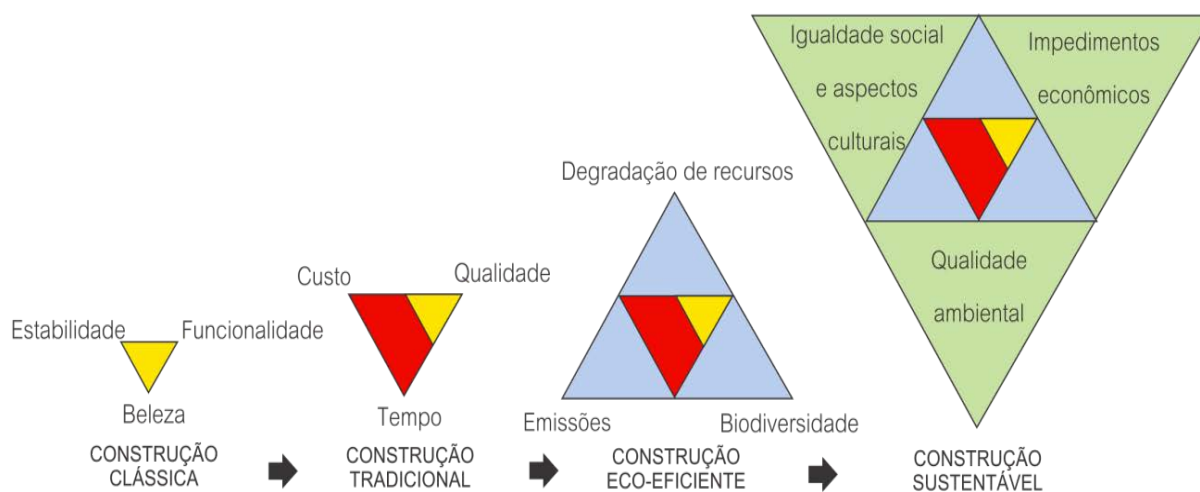 Estabilidade
Funcionalidade
Beleza
CONSTRUÇÃO
CLÁSSICA
Custo
Qualidade
Tempo
CONSTRUÇÃO
TRADICIONAL
Degradação de recursos
Emissões
Biodiversidade
CONSTRUÇÃO
ECO-EFICIENTE
Igualdade social
e aspectos
culturais
Impedimentos
econômicos
Qualidade
ambiental
CONSTRUÇÃO
SUSTENTÁVEL